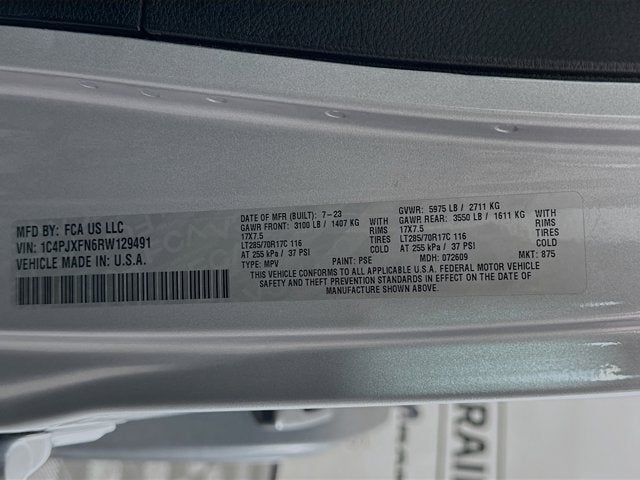 MFD BY: FCA US LLC
VIN: 1C4PJXFN6RW129491
VEHICLE MADE IN U.S.A.
DATE OF MFR (BUILT): 7-23 GVWR: 5975 LB / 2711 KG
GAWR FRONT: 3100 LB / 1407 KG WITH GAWR REAR: 3550 LB / 1611 KG WITH
17X7.5 RIMS 17X7.5 RIMS
LT285/70R17C 116 TIRES LT285/70R17C 116 TIRES
AT 255 kPa / 37 PSI AT 255 kPa / 37 PSI
TYPE: MPV PAINT: PSE MDH: 072609 MKT: 875
THIS VEHICLE CONFORMS TO ALL APPLICABLE U.S.A. FEDERAL MOTOR VEHICLE
SAFETY AND THEFT PREVENTION STANDARDS IN EFFECT ON THE DATE OF
MANUFACTURE SHOWN ABOVE.
RAI